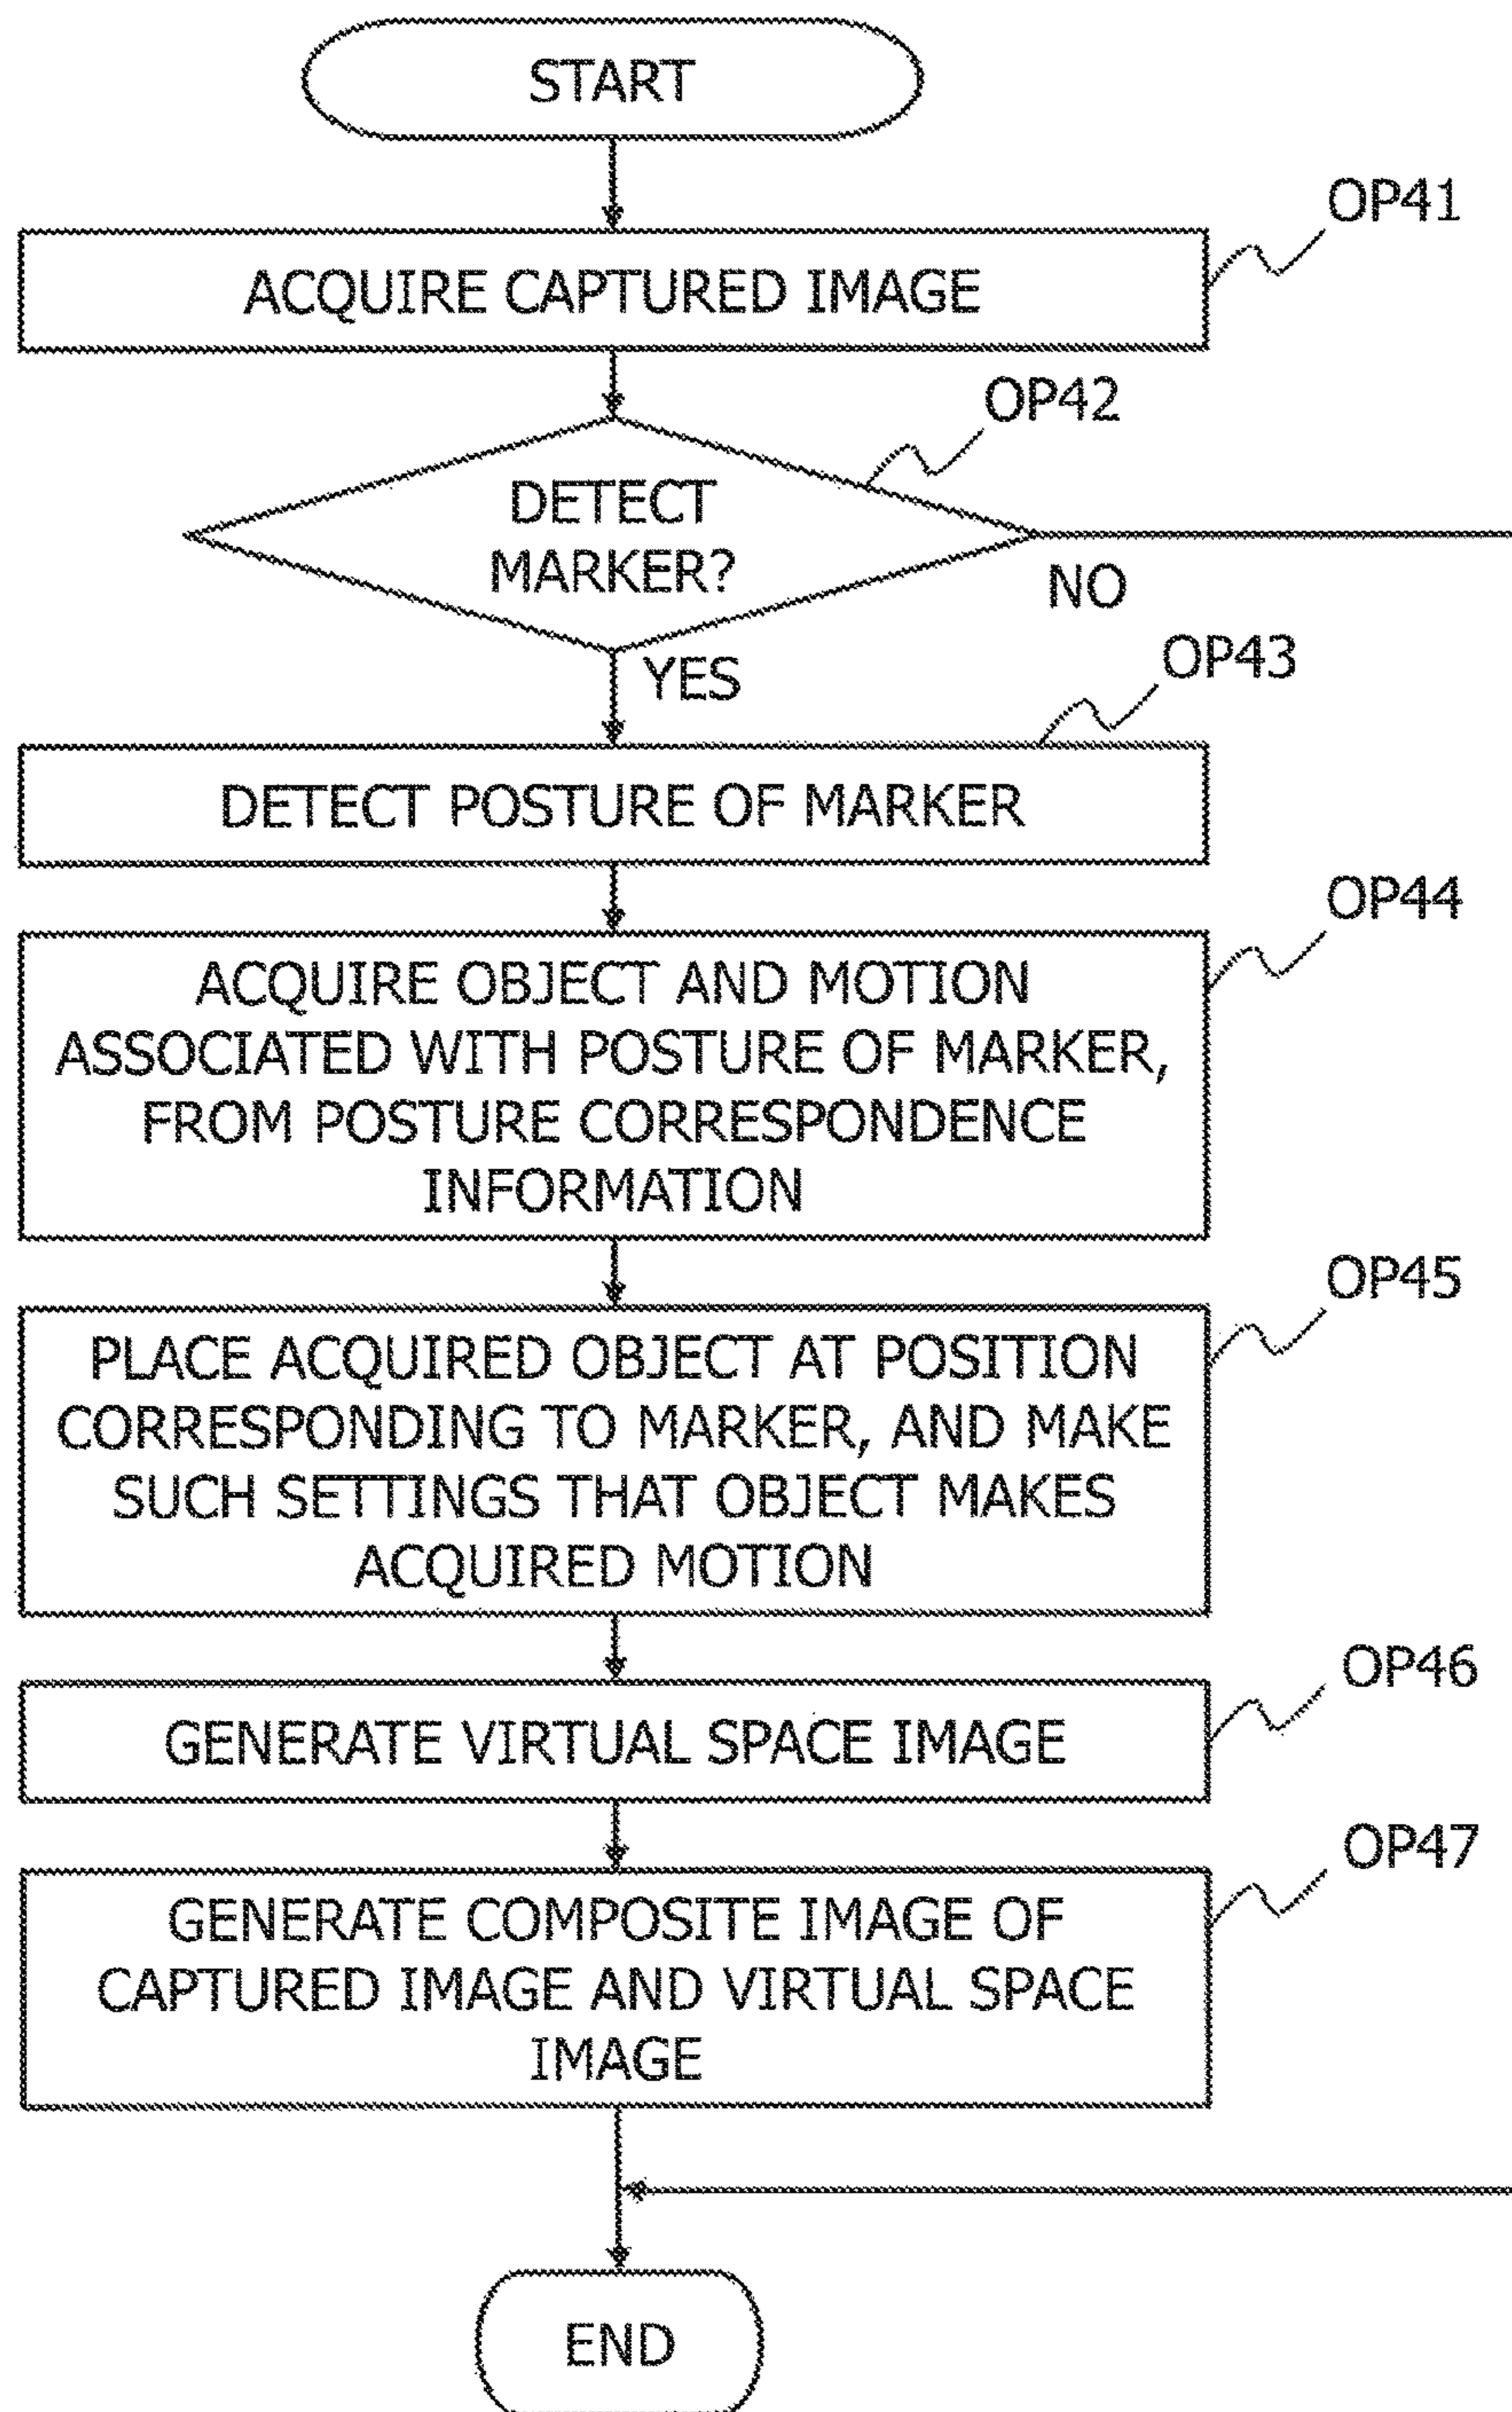 START
OP41
ACQUIRE CAPTURED IMAGE
OP42
DETECT
MARKER?
NO
YES
OP43
DETECT POSTURE OF MARKER
OP44
ACQUIRE OBJECT AND MOTION
ASSOCIATED WITH POSTURE OF MARKER,
FROM POSTURE CORRESPONDENCE
INFORMATION
OP45
PLACE ACQUIRED OBJECT AT POSITION
CORRESPONDING TO MARKER, AND MAKE
SUCH SETTINGS THAT OBJECT MAKES
ACQUIRED MOTION
OP46
GENERATE VIRTUAL SPACE IMAGE
OP47
GENERATE COMPOSITE IMAGE OF
CAPTURED IMAGE AND VIRTUAL SPACE
IMAGE
END